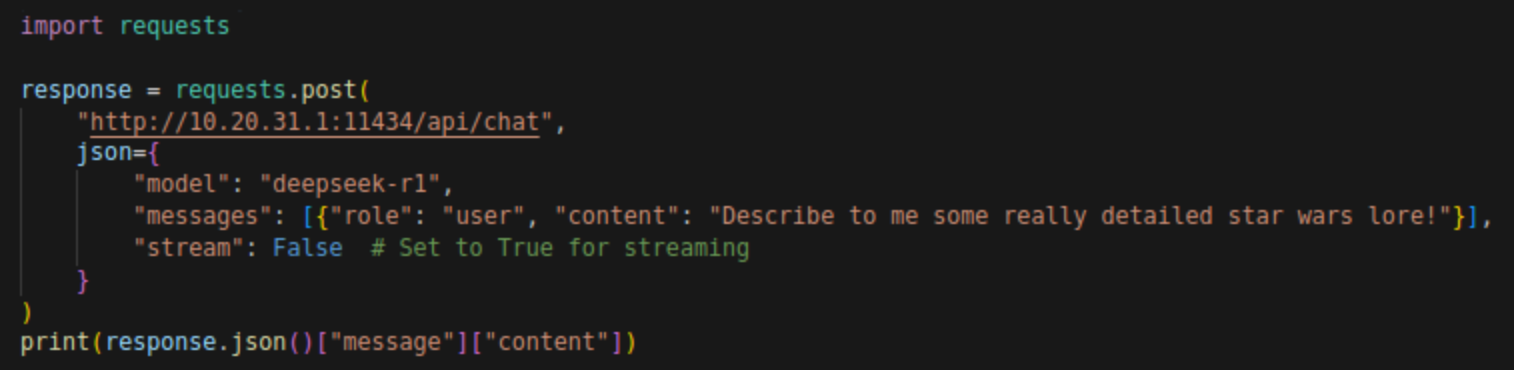 import requests

response = requests.post(
    "http://10.20.31.1:11434/api/chat",
    json={
        "model": "deepseek-r1",
        "messages": [{"role": "user", "content": "Describe to me some really detailed star wars lore!"}],
        "stream": False  # Set to True for streaming
    }
)
print(response.json()["message"]["content"])